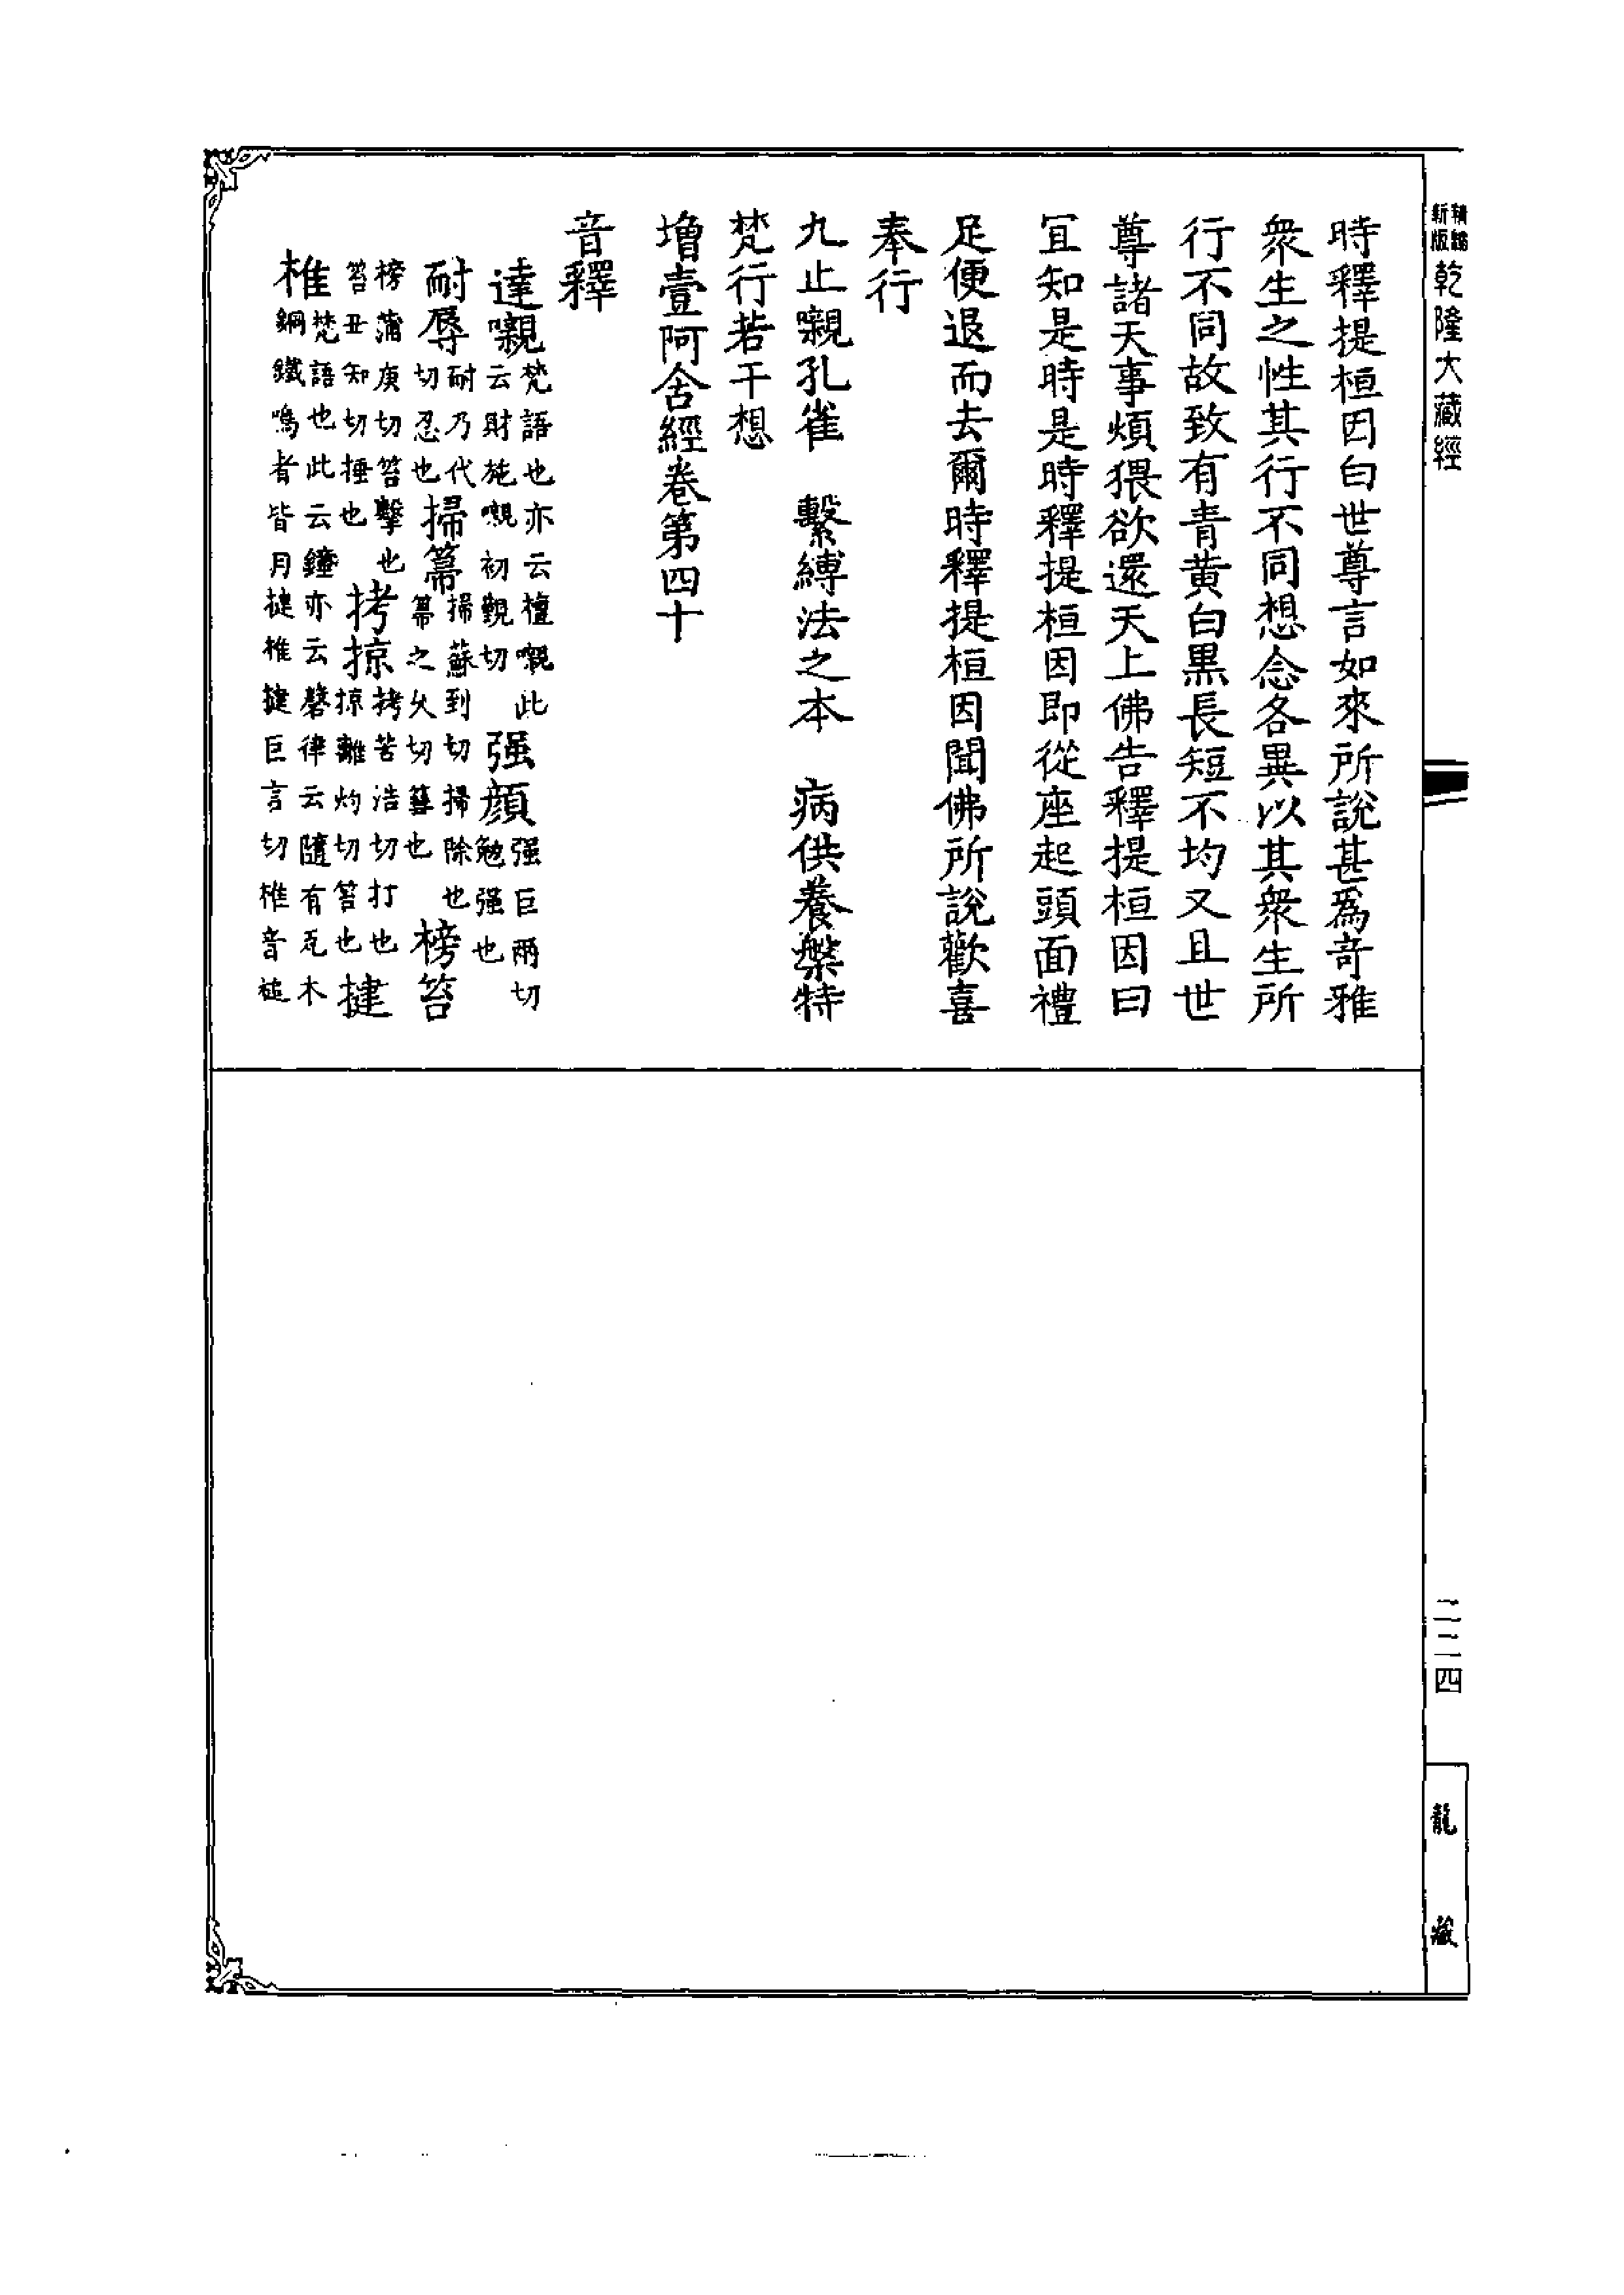 新版精編乾隆大藏經
時釋提桓因白世尊言如來所說甚爲奇雅
衆生之性其行不同想念各異以其衆生所
行不同故致有青黃白黑長短不均又且世
尊諸天事煩猥欲還天上佛告釋提桓因曰
宜知是時是時釋提桓因即從座起頭面禮
足便退而去爾時釋提桓因聞佛所說歡喜
奉行
九止嚫孔雀　繫縛法之本　病供養槃特
梵行若干想
增壹阿含經卷第四十
音釋
達嚫梵語也亦云檀嚫此云財施嚫初覲切　强顏强巨兩切勉强也
耐辱耐乃代切忍也　掃箒掃蘇到切掃除也箒之久切篲也　榜笞
榜蒲庚切笞擊也笞丑知切捶也　拷掠拷苦浩切打也掠離灼切笞也　揵
椎梵語也此云鐘亦云磬律云隨有瓦木銅鐵鳴者皆曰揵椎揵巨言切椎音槌
二二四
龍藏